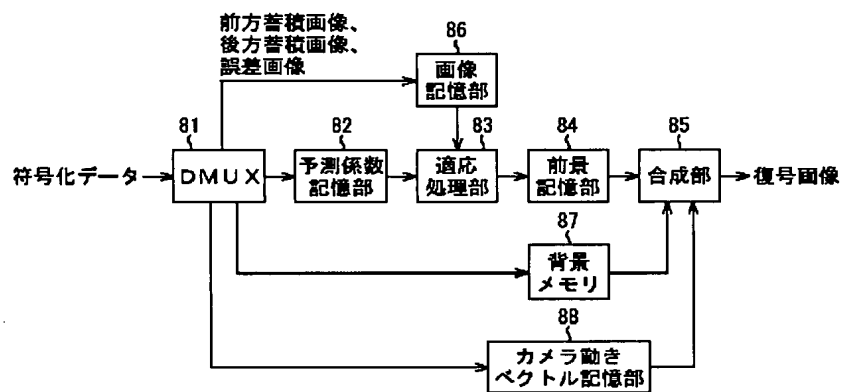 前方蓄積画像、
後方蓄積画像、
誤差画像
86
画像
記憶部
81
82
83
84
85
符号化データ
DMUX
予測係数
記憶部
適応
処理部
前景
記憶部
合成部
復号画像
87
背景
メモリ
88
カメラ動き
ベクトル記憶部